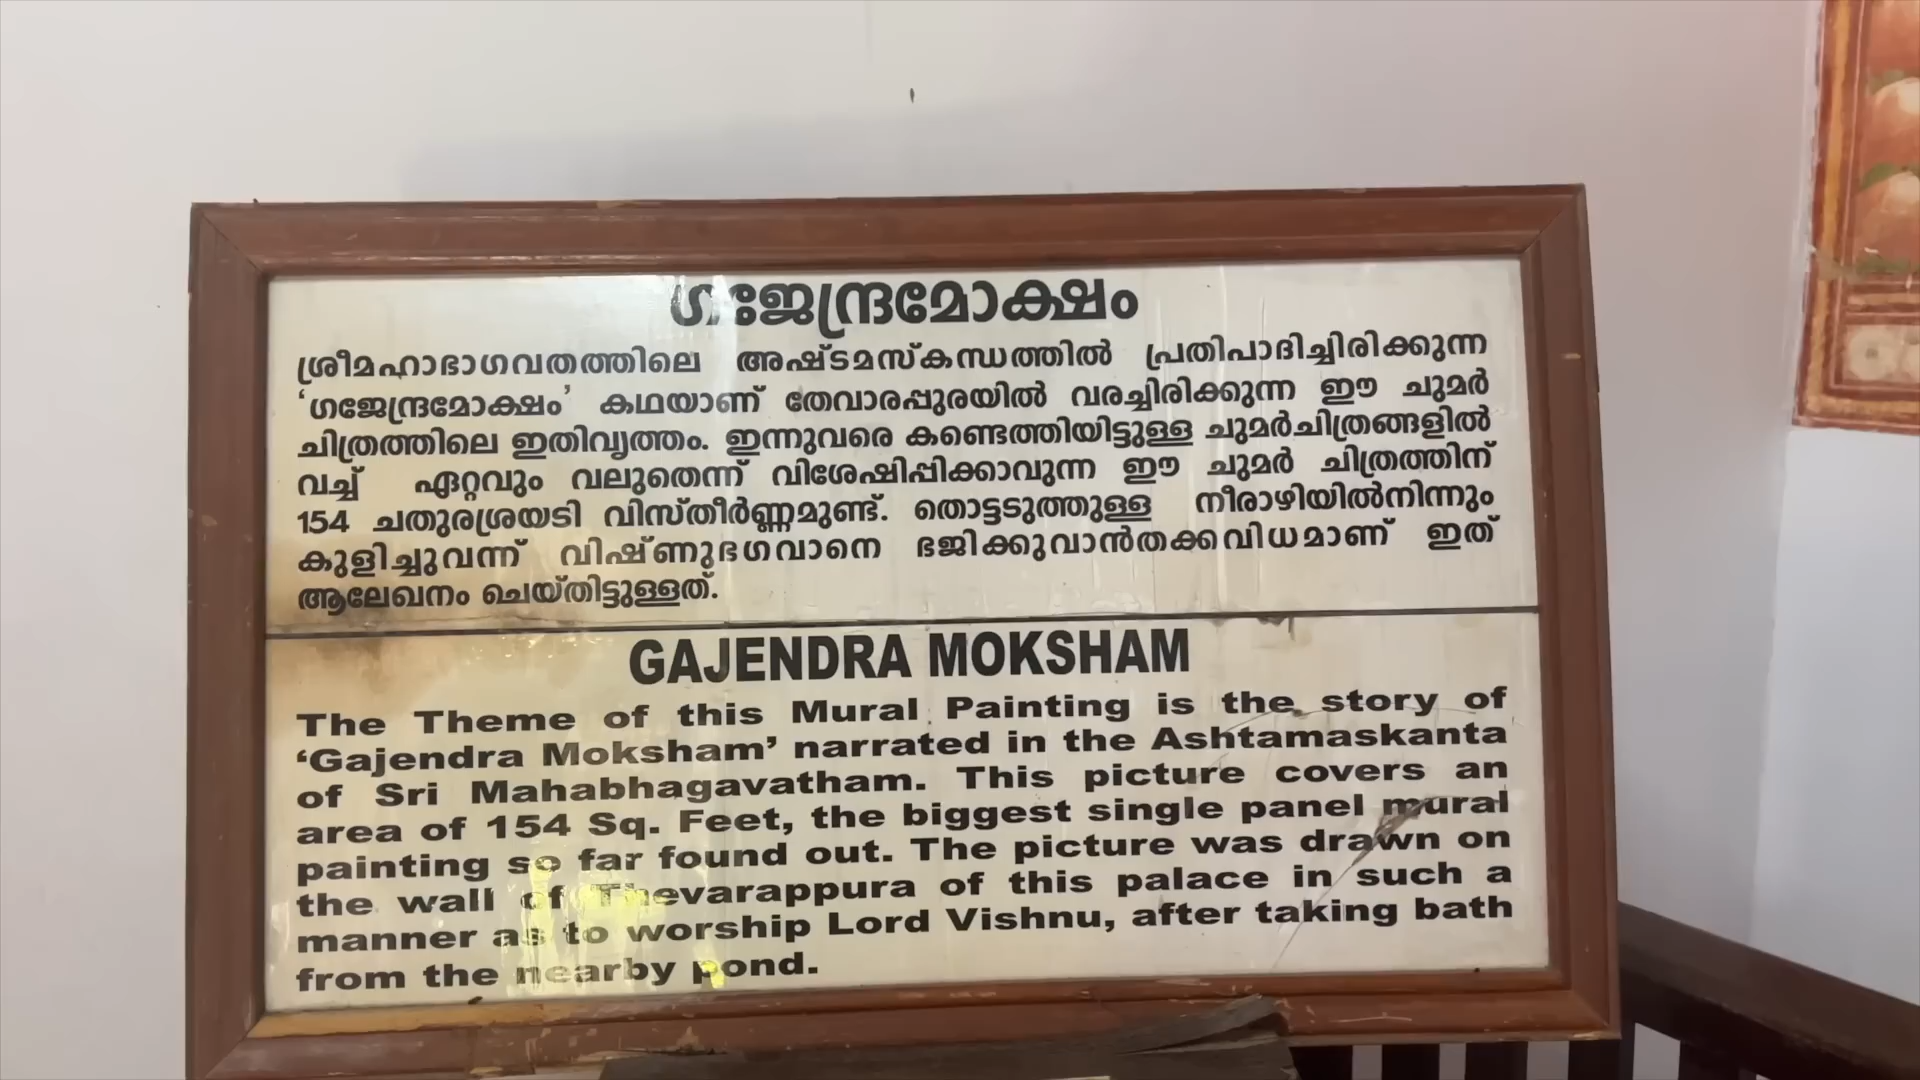 ഗജേന്ദ്രമോക്ഷം
ശ്രീമഹാഭാഗവതത്തിലെ അഷ്ടമസ്കന്ധത്തിൽ പ്രതിപാദിച്ചിരിക്കുന്ന
‘ഗജേന്ദ്രമോക്ഷം’ കഥയാണ് തേവാരപ്പുരയിൽ വരച്ചിരിക്കുന്ന ഈ ചുമർ
ചിത്രത്തിലെ ഇതിവൃത്തം. ഇന്നുവരെ കണ്ടെത്തിയിട്ടുള്ള ചുമർചിത്രങ്ങളിൽ
വച്ച് ഏറ്റവും വലുതെന്ന് വിശേഷിപ്പിക്കാവുന്ന ഈ ചുമർ ചിത്രത്തിന്
154 ചതുരശ്രയടി വിസ്തീർണ്ണമുണ്ട്. തൊട്ടടുത്തുള്ള നീരാഴിയിൽനിന്നും
കുളിച്ചുവന്ന് വിഷ്ണുഭഗവാനെ ഭജിക്കുവാൻതക്കവിധമാണ് ഇത്
ആലേഖനം ചെയ്തിട്ടുള്ളത്.
GAJENDRA MOKSHAM
The Theme of this Mural Painting is the story of
‘Gajendra Moksham’ narrated in the Ashtamaskanta
of Sri Mahabhagavatham. This picture covers an
area of 154 Sq. Feet, the biggest single panel mural
painting so far found out. The picture was drawn on
the wall of Thevarappura of this palace in such a
manner as to worship Lord Vishnu, after taking bath
from the nearby pond.